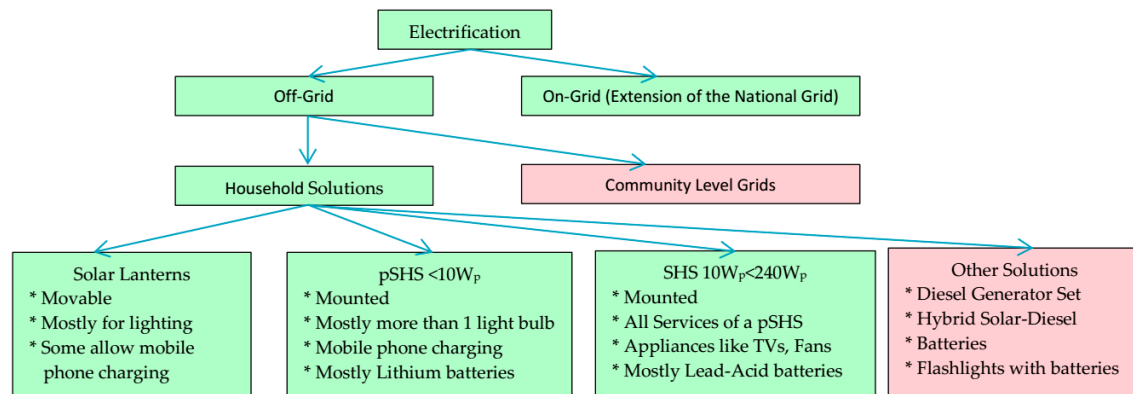 Electrification
Off-Grid
On-Grid (Extension of the National Grid)
Household Solutions
Community Level Grids
Solar Lanterns
* Movable
* Mostly for lighting
* Some allow mobile
phone charging
pSHS <10Wₚ
* Mounted
* Mostly more than 1 light bulb
* Mobile phone charging
* Mostly Lithium batteries
SHS 10Wₚ<240Wₚ
* Mounted
* All Services of a pSHS
* Appliances like TVs, Fans
* Mostly Lead-Acid batteries
Other Solutions
* Diesel Generator Set
* Hybrid Solar-Diesel
* Batteries
* Flashlights with batteries